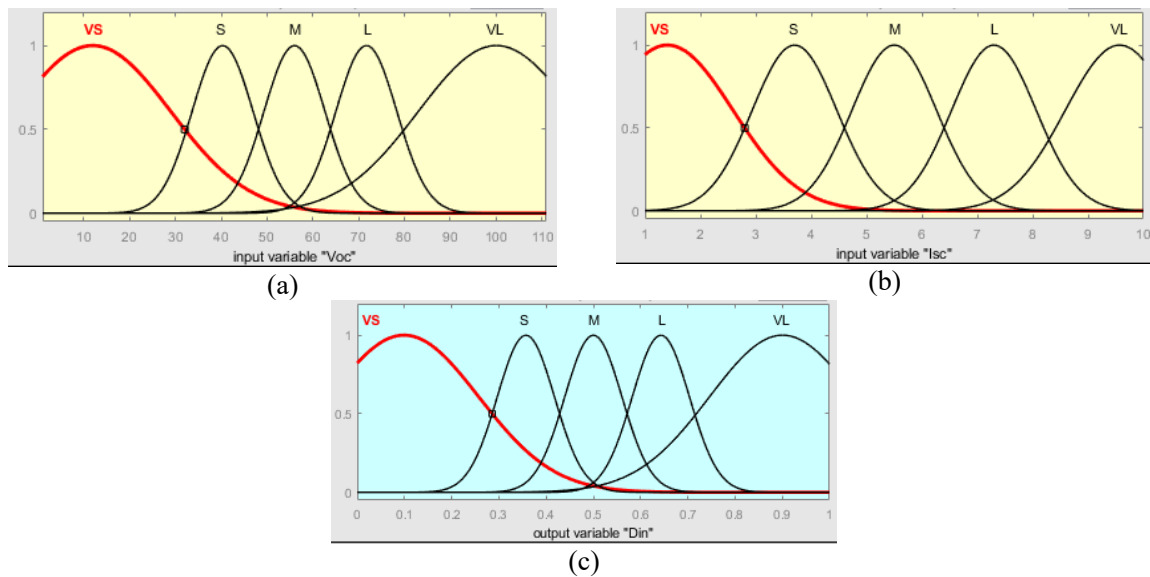 VS S M L VL
1
0.5
0
10 20 30 40 50 60 70 80 90 100 110
input variable "Voc"
(a)
VS S M L VL
1
0.5
0
1 2 3 4 5 6 7 8 9 10
input variable "Isc"
(b)
VS S M L VL
1
0.5
0
0 0.1 0.2 0.3 0.4 0.5 0.6 0.7 0.8 0.9 1
output variable "Din"
(c)